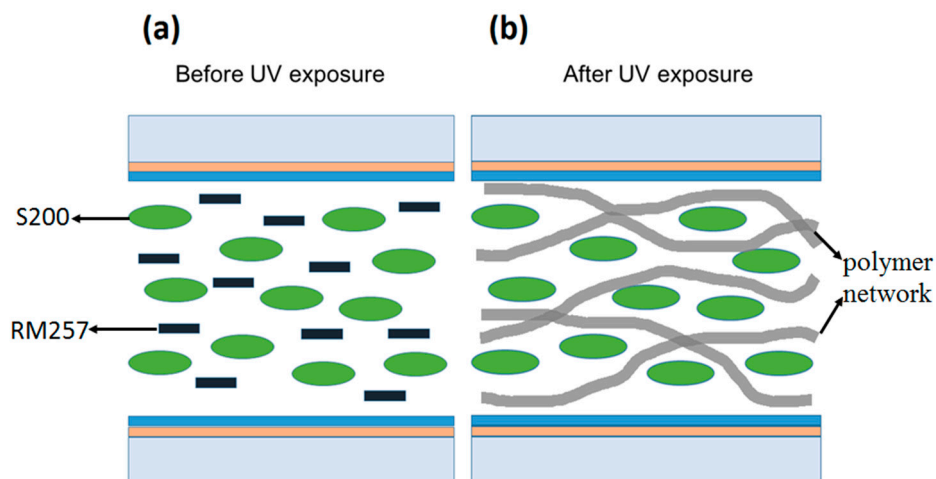 (a)
(b)
Before UV exposure
After UV exposure
S200
RM257
polymer
network